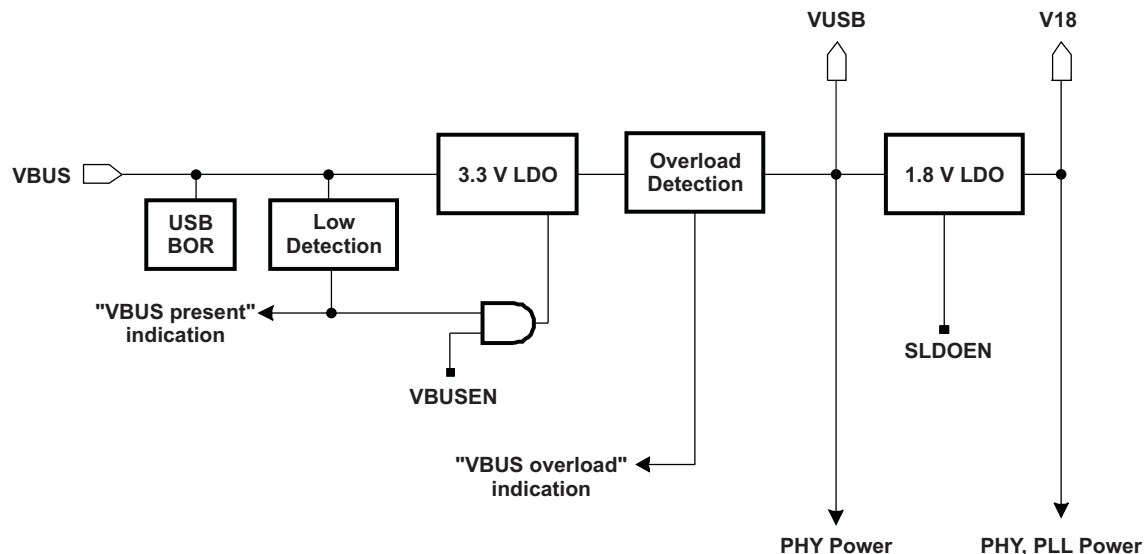 VUSB
V18
VBUS
3.3 V LDO
Overload
Detection
1.8 V LDO
USB
BOR
Low
Detection
"VBUS present"
indication
VBUSEN
SLDOEN
"VBUS overload"
indication
PHY Power
PHY, PLL Power